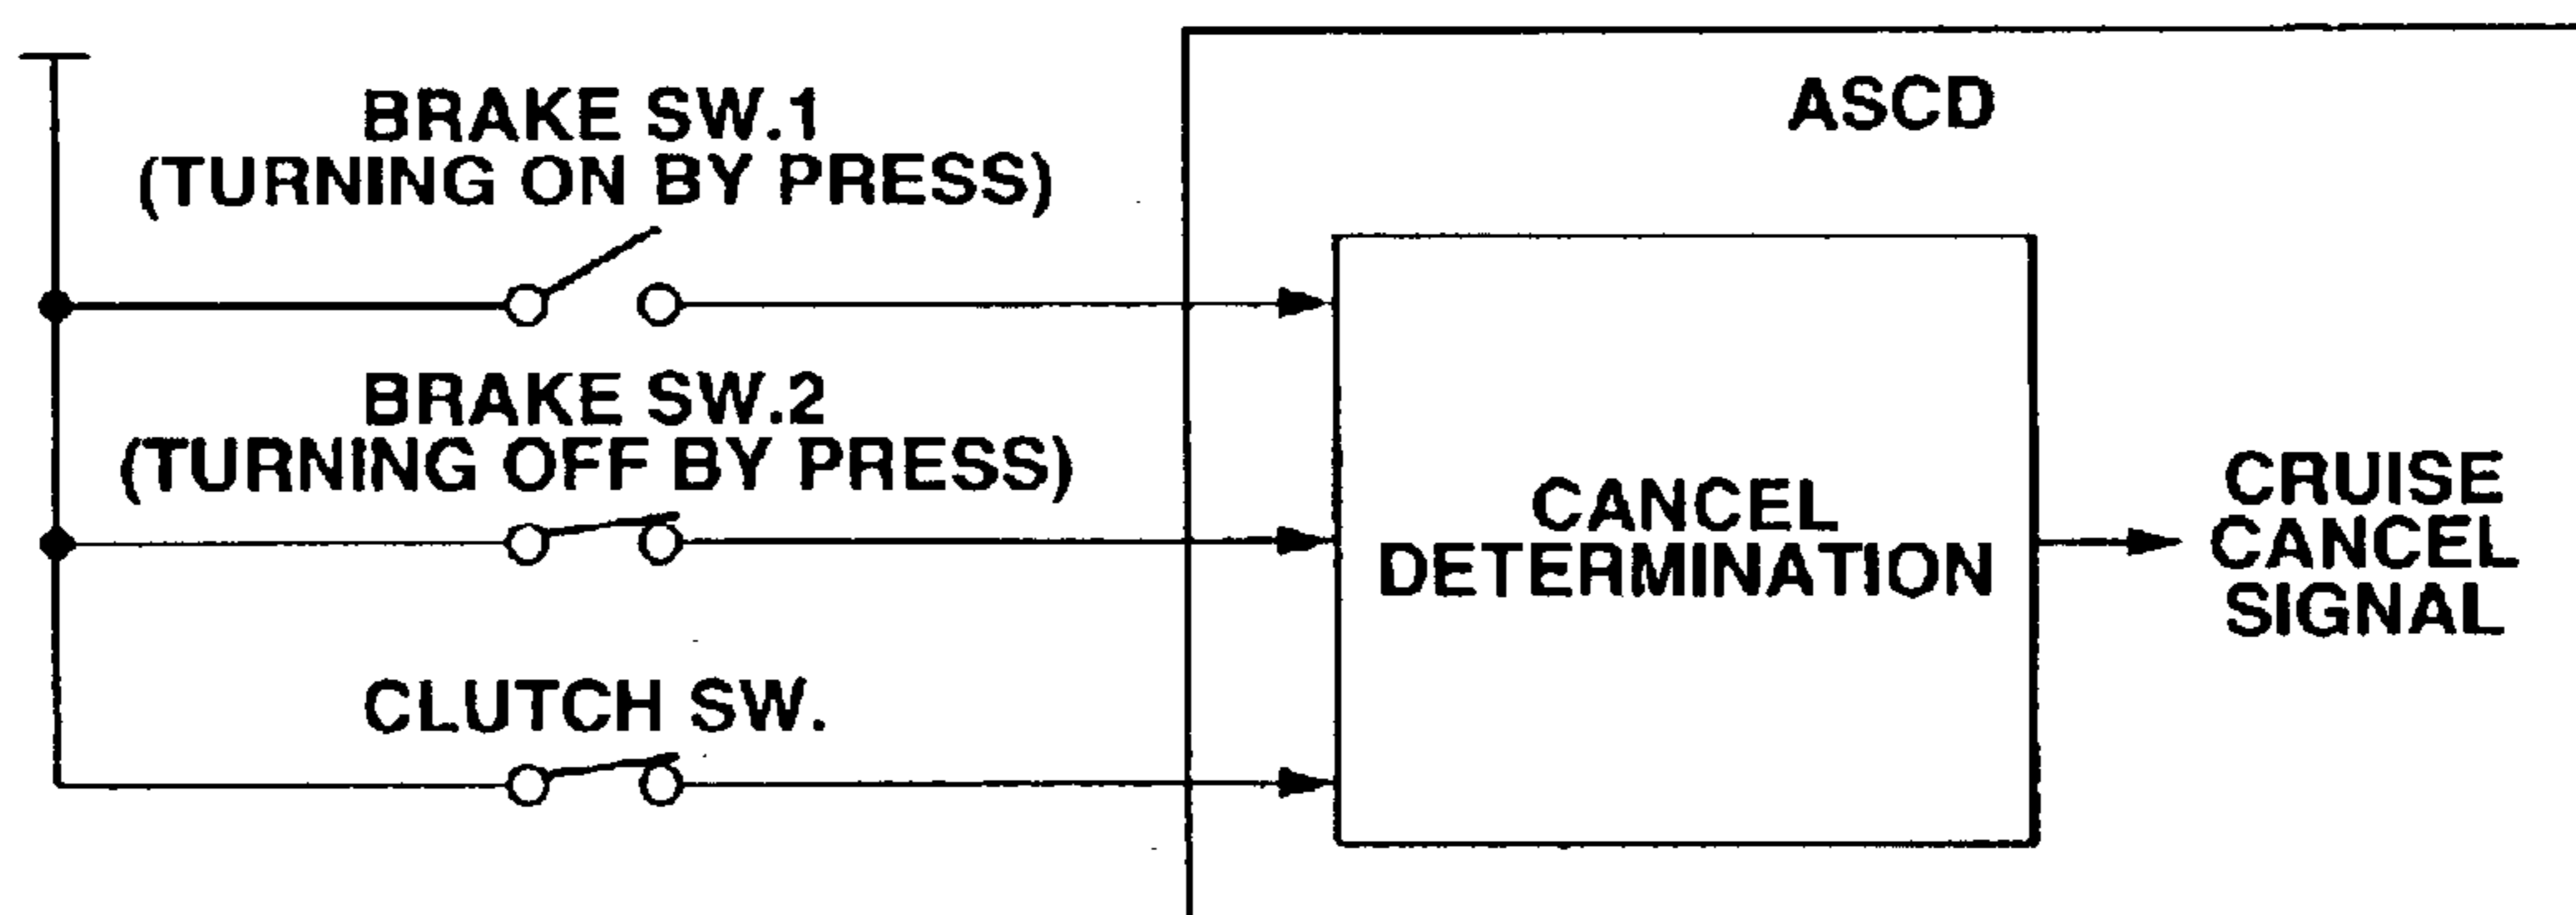 ASCD
BRAKE SW.1
(TURNING ON BY PRESS)
BRAKE SW.2
(TURNING OFF BY PRESS)
CLUTCH SW.
CANCEL
DETERMINATION
CRUISE
CANCEL
SIGNAL